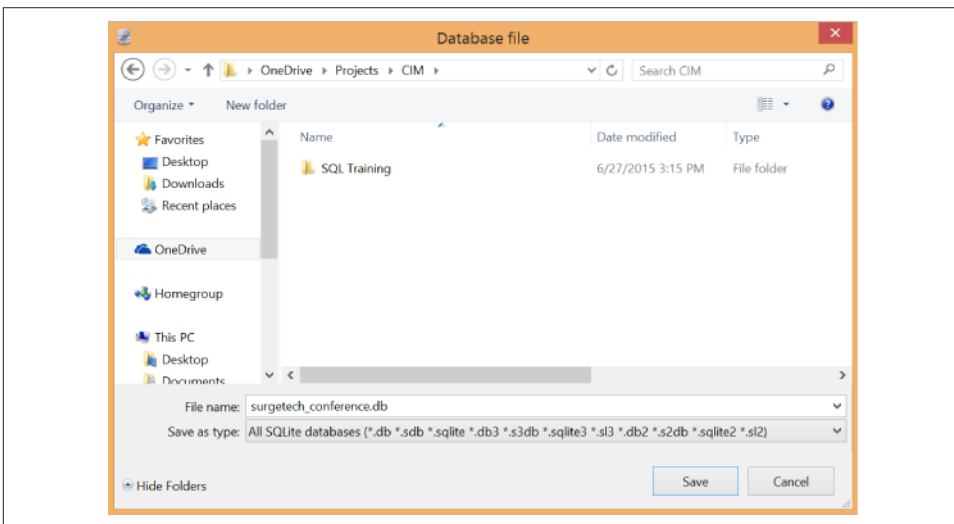 Database file
OneDrive Projects CIM Search CIM
Organize New folder
Name Date modified Type
Favorites
Desktop
Downloads
Recent places
SQL Training 6/27/2015 3:15 PM File folder
OneDrive
Homegroup
This PC
Desktop
Documents
File name: surgetech_conference.db
Save as type: All SQLite databases (*.db *.sdb *.sqlite *.db3 *.s3db *.sqlite3 *.sl3 *.db2 *.s2db *.sqlite2 *.sl2)
Hide Folders Save Cancel